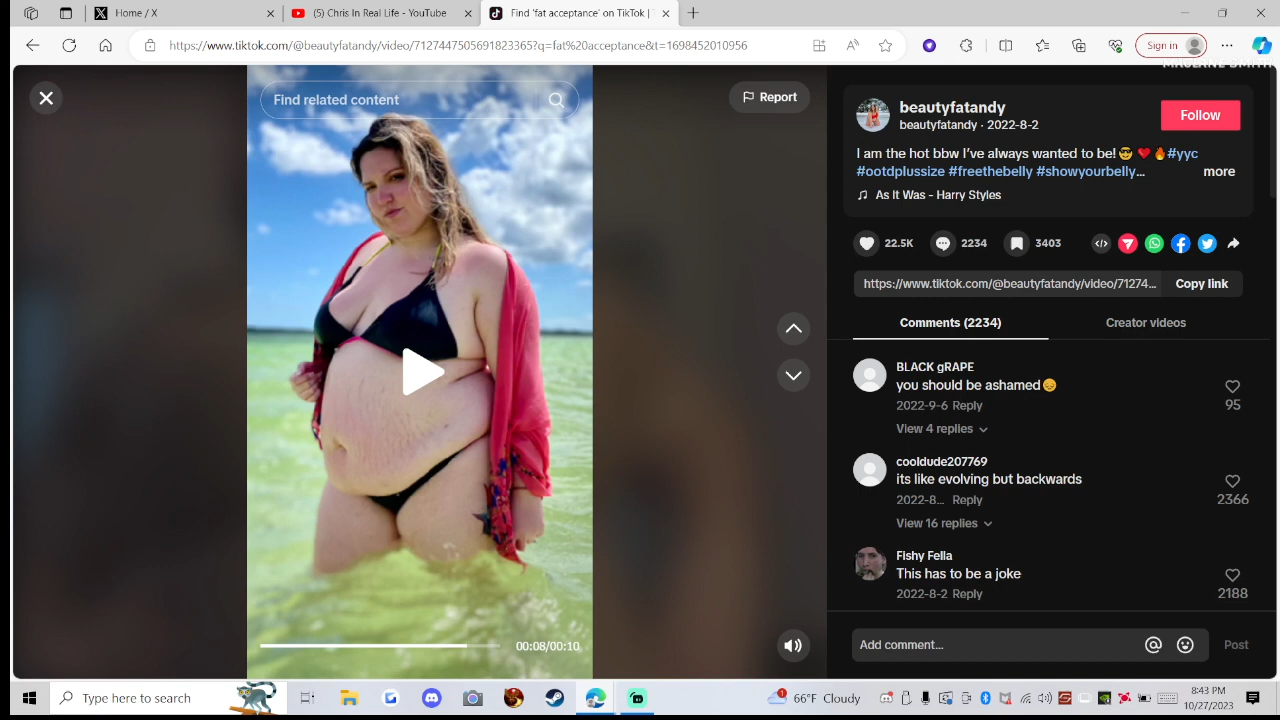 Home / X
(5) Chris In Real Life - YouTube
Find 'fat acceptance' on TikTok | T
https://www.tiktok.com/@beautyfatandy/video/7127447505691823365?q=fat%20acceptance&t=1698452010956
Sign in
Find related content
Report
beautyfatandy
beautyfatandy · 2022-8-2
Follow
I am the hot bbw I've always wanted to be!😎 ❤️ 🔥#yyc
#ootdplussize #freethebelly #showyourbelly...
more
As It Was - Harry Styles
22.5K
2234
3403
https://www.tiktok.com/@beautyfatandy/video/71274...
Copy link
Comments (2234)
Creator videos
BLACK gRAPE
you should be ashamed😊
95
2022-9-6 Reply
View 4 replies
cooldude207769
its like evolving but backwards
2366
2022-8... Reply
View 16 replies
Fishy Fella
This has to be a joke
2188
2022-8-2 Reply
00:08/00:10
Add comment...
Post
Type here to search
1
66°F Cloudy
8:43 PM
10/27/2023